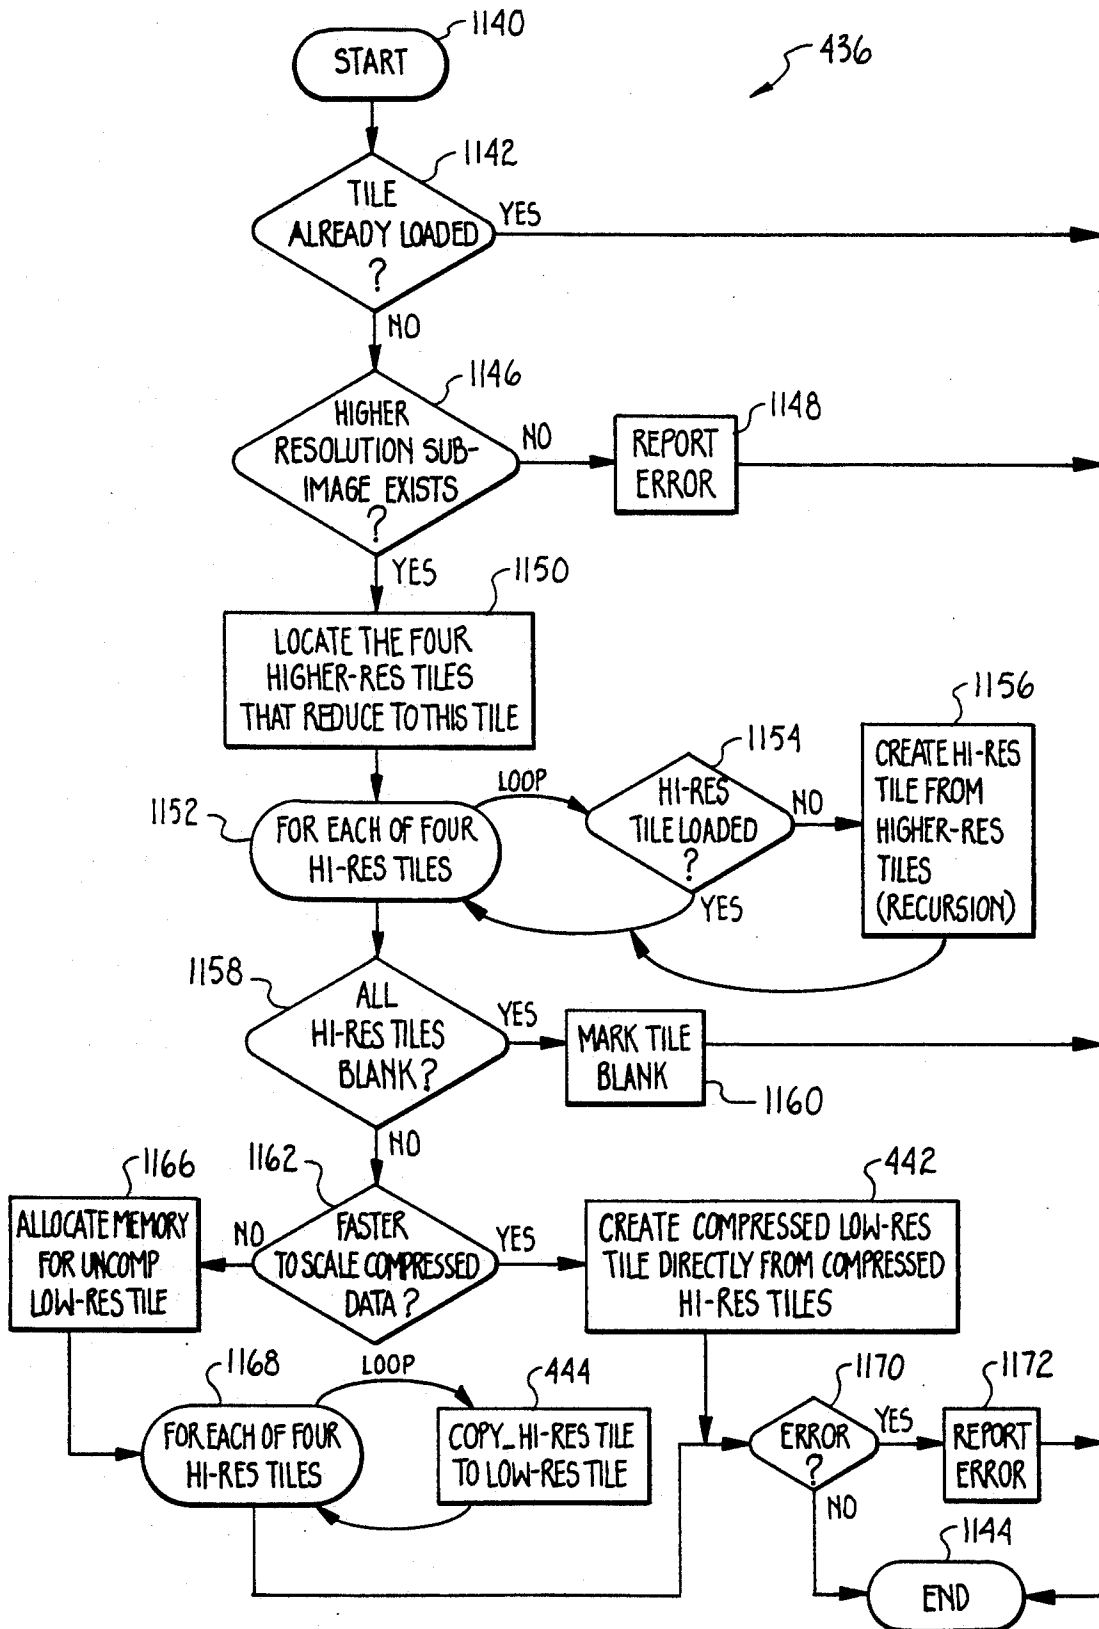 1140
START
436
1142
TILE
ALREADY LOADED
?
YES
NO
1146
HIGHER
RESOLUTION SUB-
IMAGE EXISTS
?
NO
1148
REPORT
ERROR
YES
1150
LOCATE THE FOUR
HIGHER-RES TILES
THAT REDUCE TO THIS TILE
1152
FOR EACH OF FOUR
HI-RES TILES
LOOP
1154
HI-RES
TILE LOADED
?
NO
YES
1156
CREATE HI-RES
TILE FROM
HIGHER-RES
TILES
(RECURSION)
1158
ALL
HI-RES TILES
BLANK?
YES
MARK TILE
BLANK
1160
NO
1162
FASTER
TO SCALE COMPRESSED
DATA?
NO
YES
1166
ALLOCATE MEMORY
FOR UNCOMP
LOW-RES TILE
442
CREATE COMPRESSED LOW-RES
TILE DIRECTLY FROM COMPRESSED
HI-RES TILES
1168
FOR EACH OF FOUR
HI-RES TILES
LOOP
444
COPY_HI-RES TILE
TO LOW-RES TILE
1170
ERROR
?
YES
NO
1172
REPORT
ERROR
1144
END